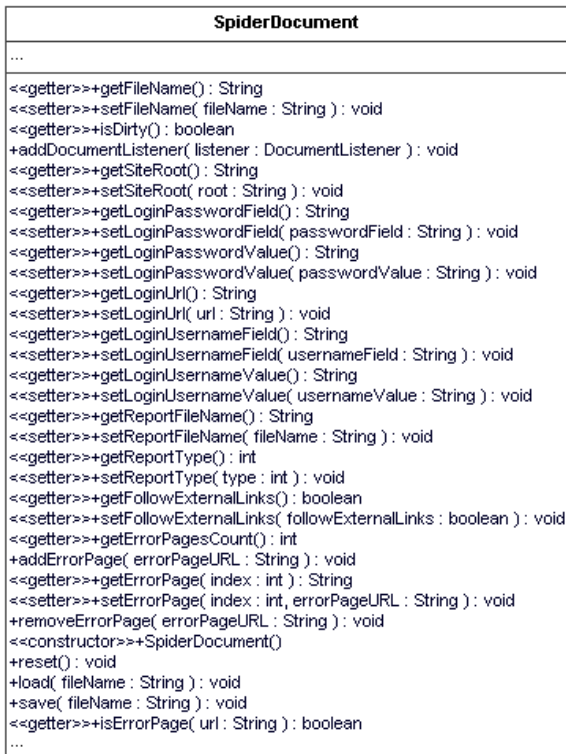 SpiderDocument
...
<<getter>>+getFileName() : String
<<setter>>+setFileName( fileName : String ) : void
<<getter>>+isDirty() : boolean
+addDocumentListener( listener : DocumentListener ) : void
<<getter>>+getSiteRoot() : String
<<setter>>+setSiteRoot( root : String ) : void
<<getter>>+getLoginPasswordField() : String
<<setter>>+setLoginPasswordField( passwordField : String ) : void
<<getter>>+getLoginPasswordValue() : String
<<setter>>+setLoginPasswordValue( passwordValue : String ) : void
<<getter>>+getLoginUrl() : String
<<setter>>+setLoginUrl( url : String ) : void
<<getter>>+getLoginUsernameField() : String
<<setter>>+setLoginUsernameField( usernameField : String ) : void
<<getter>>+getLoginUsernameValue() : String
<<setter>>+setLoginUsernameValue( usernameValue : String ) : void
<<getter>>+getReportFileName() : String
<<setter>>+setReportFileName( fileName : String ) : void
<<getter>>+getReportType() : int
<<setter>>+setReportType( type : int ) : void
<<getter>>+getFollowExternalLinks() : boolean
<<setter>>+setFollowExternalLinks( followExternalLinks : boolean ) : void
<<getter>>+getErrorPagesCount() : int
+addErrorPage( errorPageURL : String ) : void
<<getter>>+getErrorPage( index : int ) : String
<<setter>>+setErrorPage( index : int, errorPageURL : String ) : void
+removeErrorPage( errorPageURL : String ) : void
<<constructor>>+SpiderDocument()
+reset() : void
+load( fileName : String ) : void
+save( fileName : String ) : void
<<getter>>+isErrorPage( url : String ) : boolean
...